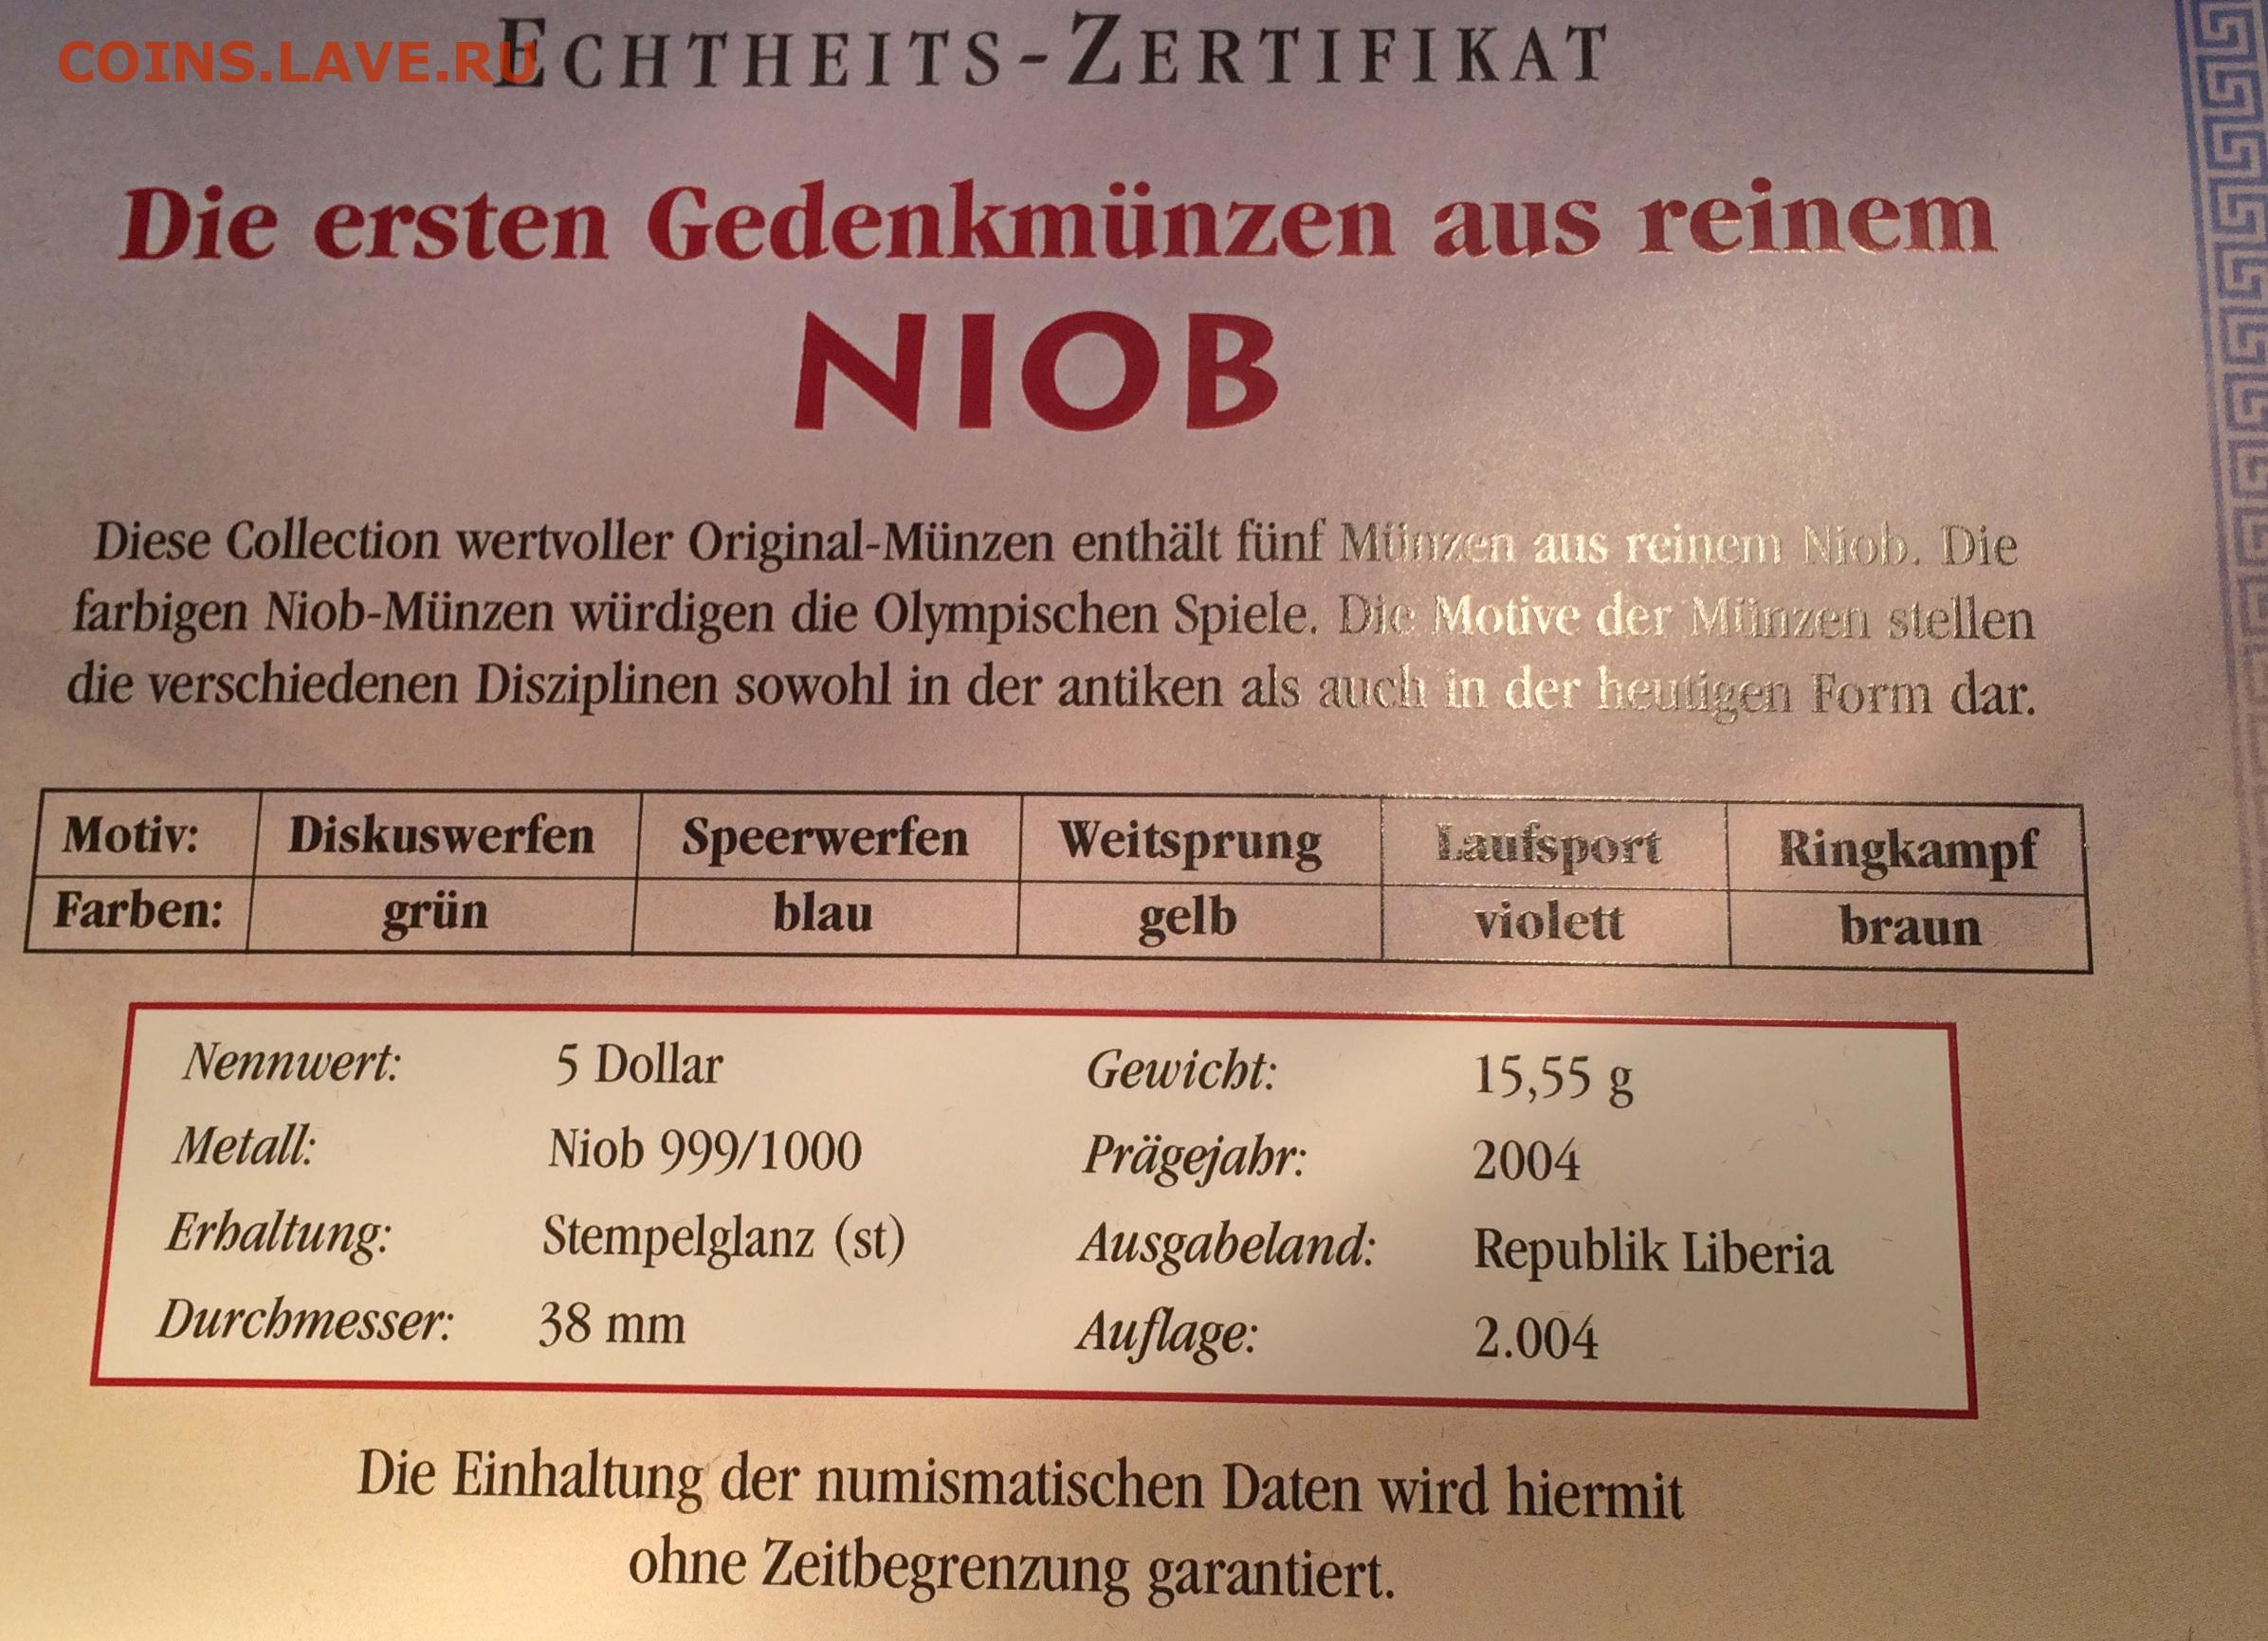 COINS.LAVE.RU
ECHTHEITS-ZERTIFIKAT
Die ersten Gedenkmünzen aus reinem
NIOB
Diese Collection wertvoller Original-Münzen enthält fünf Münzen aus reinem Niob. Die
farbigen Niob-Münzen würdigen die Olympischen Spiele. Die Motive der Münzen stellen
die verschiedenen Disziplinen sowohl in der antiken als auch in der heutigen Form dar.
Motiv: Diskuswerfen Speerwerfen Weitsprung Laufsport Ringkampf
Farben: grün blau gelb violett braun
Nennwert: 5 Dollar Gewicht: 15,55 g
Metall: Niob 999/1000 Prägejahr: 2004
Erhaltung: Stempelglanz (st) Ausgabeland: Republik Liberia
Durchmesser: 38 mm Auflage: 2.004
Die Einhaltung der numismatischen Daten wird hiermit
ohne Zeitbegrenzung garantiert.